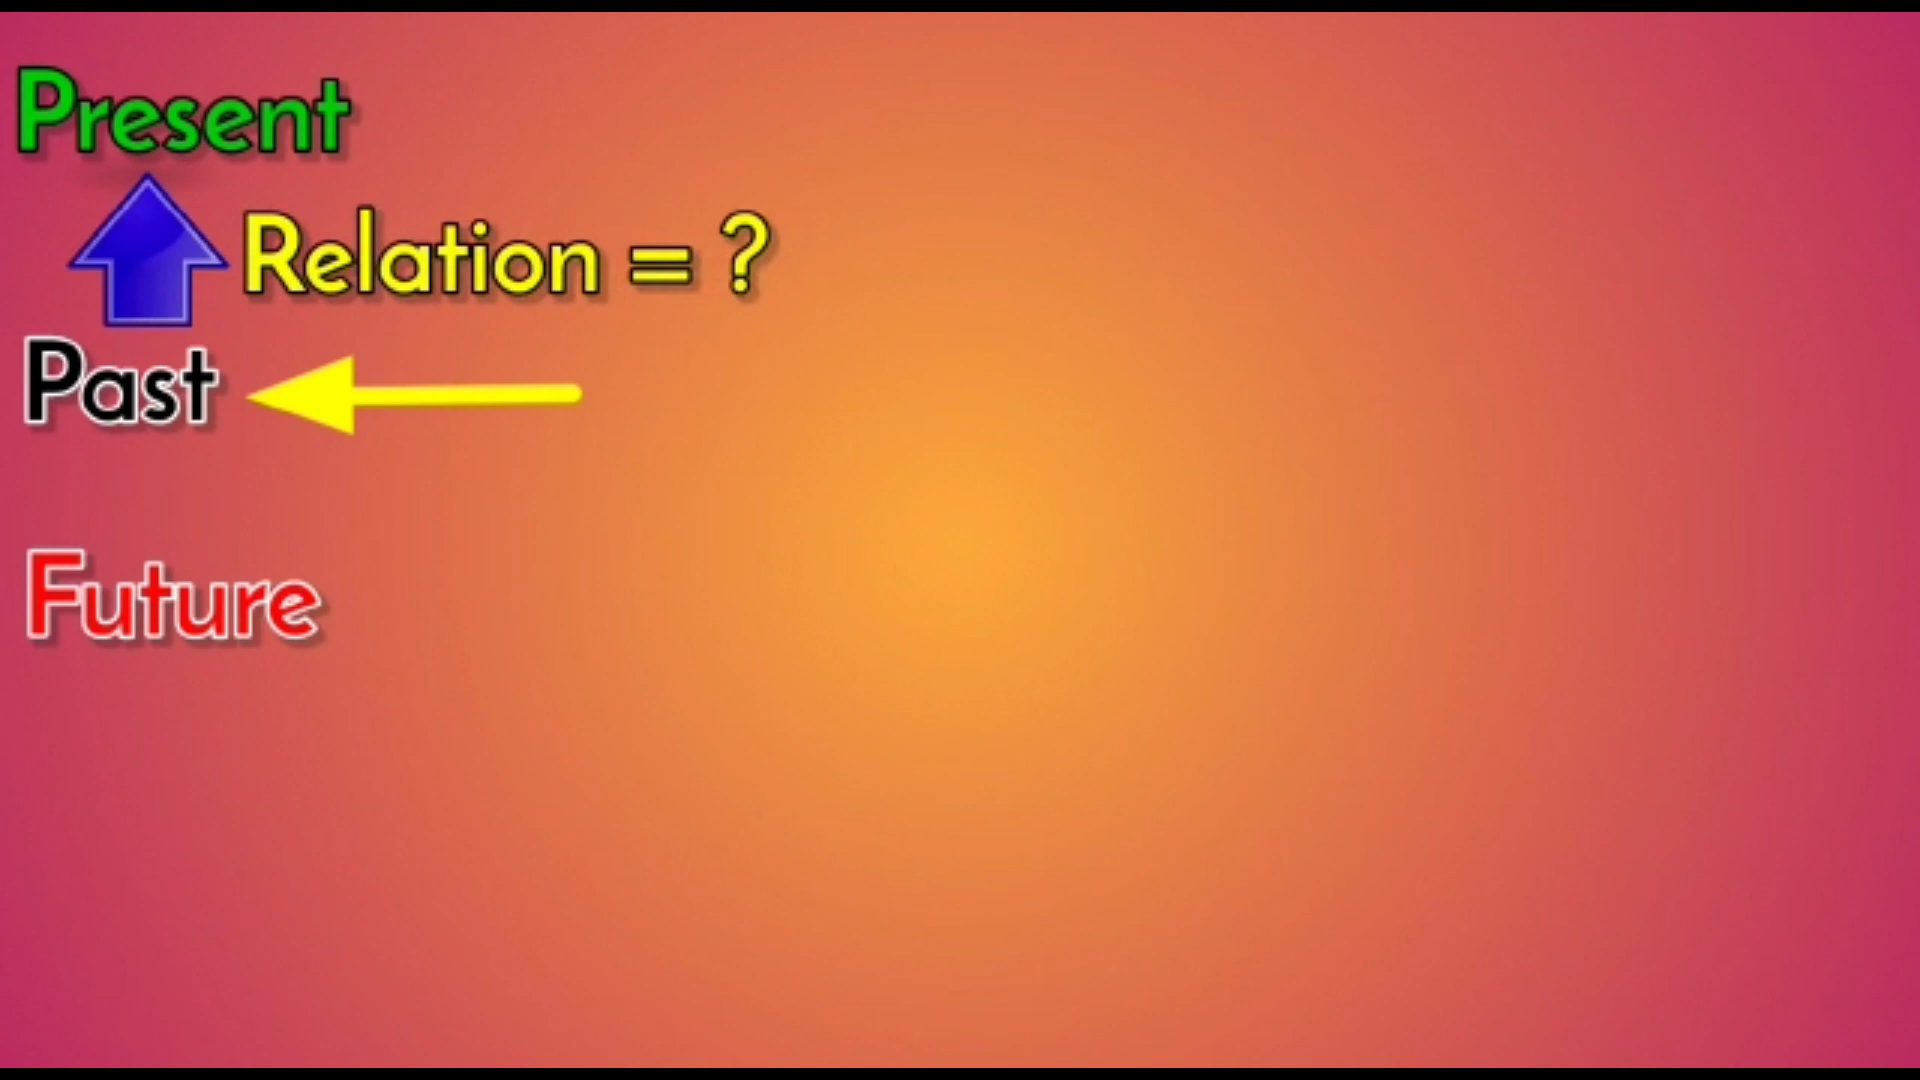 Present
Relation = ?
Past
Future